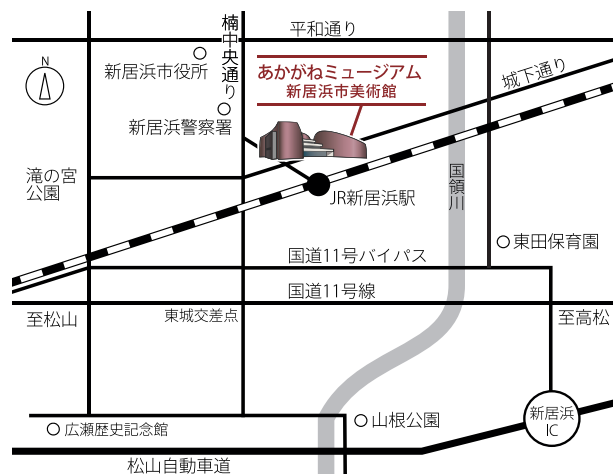 楠中央通り
平和通り
N
新居浜市役所
あかがねミュージアム
新居浜市美術館
城下通り
新居浜警察署
滝の宮
公園
JR新居浜駅
国領川
東田保育園
国道11号バイパス
国道11号線
至松山
東城交差点
至高松
広瀬歴史記念館
山根公園
新居浜
IC
松山自動車道